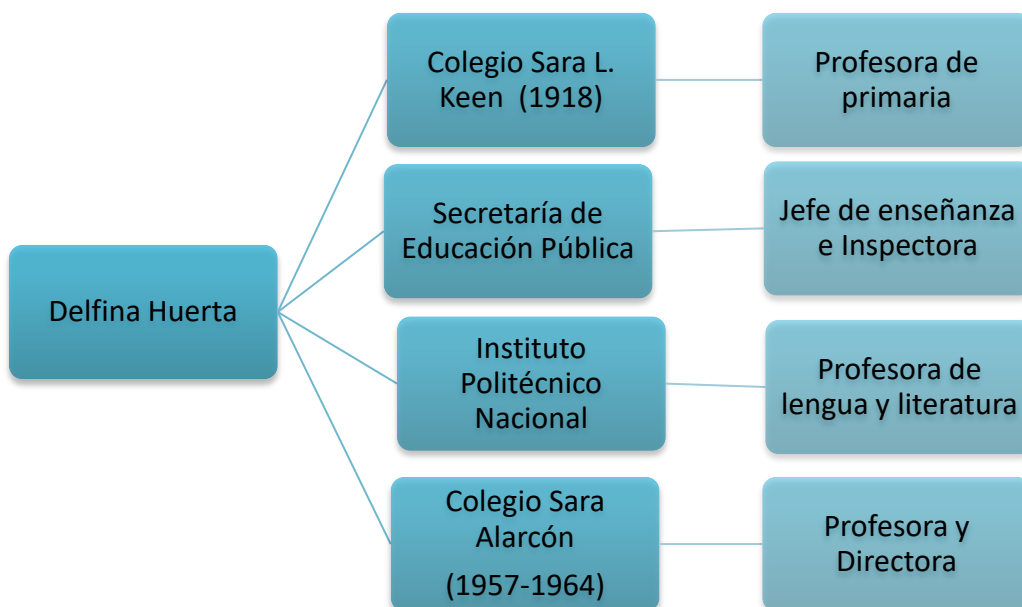 Colegio Sara L.
Keen (1918)
Profesora de
primaria
Secretaría de
Educación Pública
Jefe de enseñanza
e Inspectora
Delfina Huerta
Instituto
Politécnico
Nacional
Profesora de
lengua y literatura
Colegio Sara
Alarcón
(1957-1964)
Profesora y
Directora